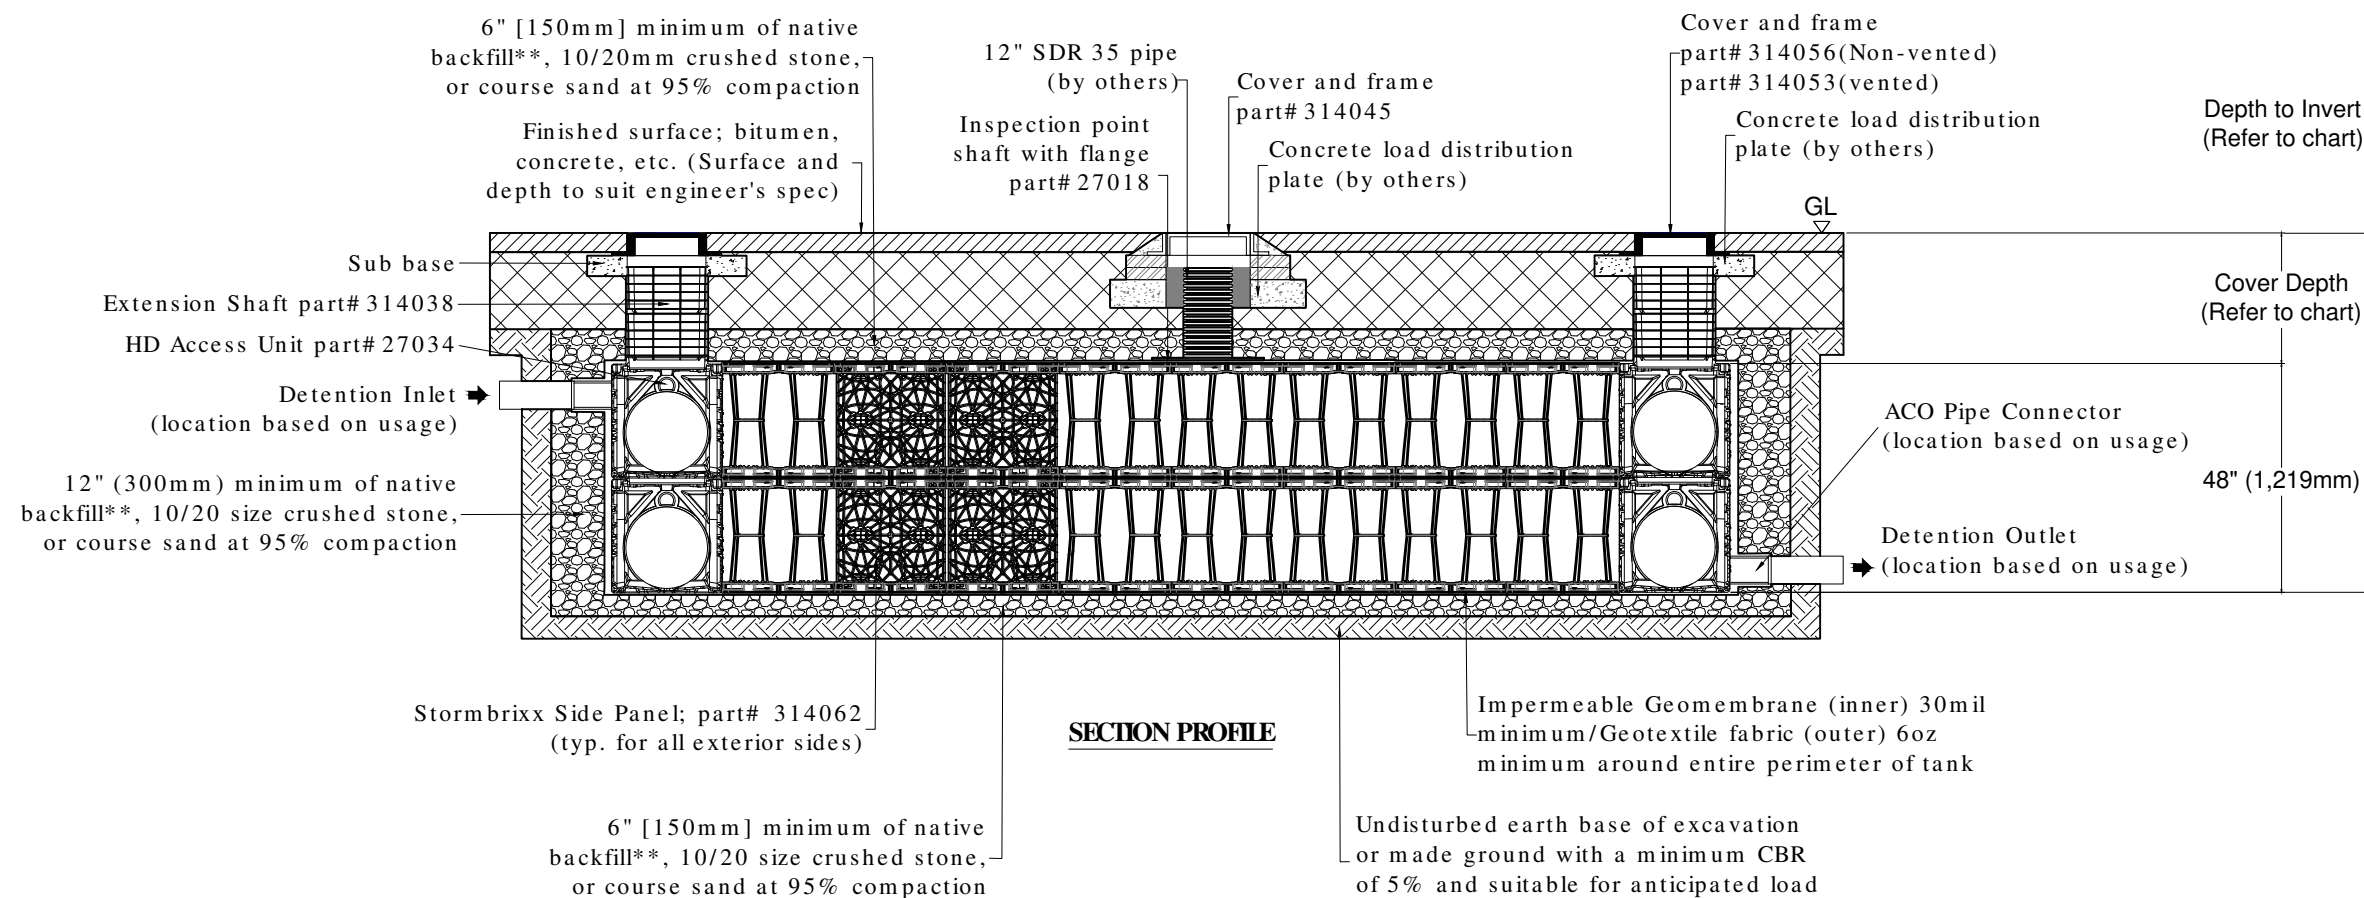 6" [150mm] minimum of native
backfill**, 10/20mm crushed stone,
or course sand at 95% compaction
12" SDR 35 pipe
(by others)
Cover and frame
part# 314045
Cover and frame
part# 314056(Non-vented)
part# 314053(vented)
Depth to Invert
(Refer to chart)
Finished surface; bitumen,
concrete, etc. (Surface and
depth to suit engineer's spec)
Inspection point
shaft with flange
part# 27018
Concrete load distribution
plate (by others)
Concrete load distribution
plate (by others)
GL
Sub base
Extension Shaft part# 314038
HD Access Unit part# 27034
Cover Depth
(Refer to chart)
Detention Inlet
(location based on usage)
ACO Pipe Connector
(location based on usage)
12" (300mm) minimum of native
backfill**, 10/20 size crushed stone,
or course sand at 95% compaction
48" (1,219mm)
Detention Outlet
(location based on usage)
Stormbrixx Side Panel; part# 314062
(typ. for all exterior sides)
SECTION PROFILE
Impermeable Geomembrane (inner) 30mil
minimum/Geotextile fabric (outer) 6oz
minimum around entire perimeter of tank
6" [150mm] minimum of native
backfill**, 10/20 size crushed stone,
or course sand at 95% compaction
Undisturbed earth base of excavation
or made ground with a minimum CBR
of 5% and suitable for anticipated load